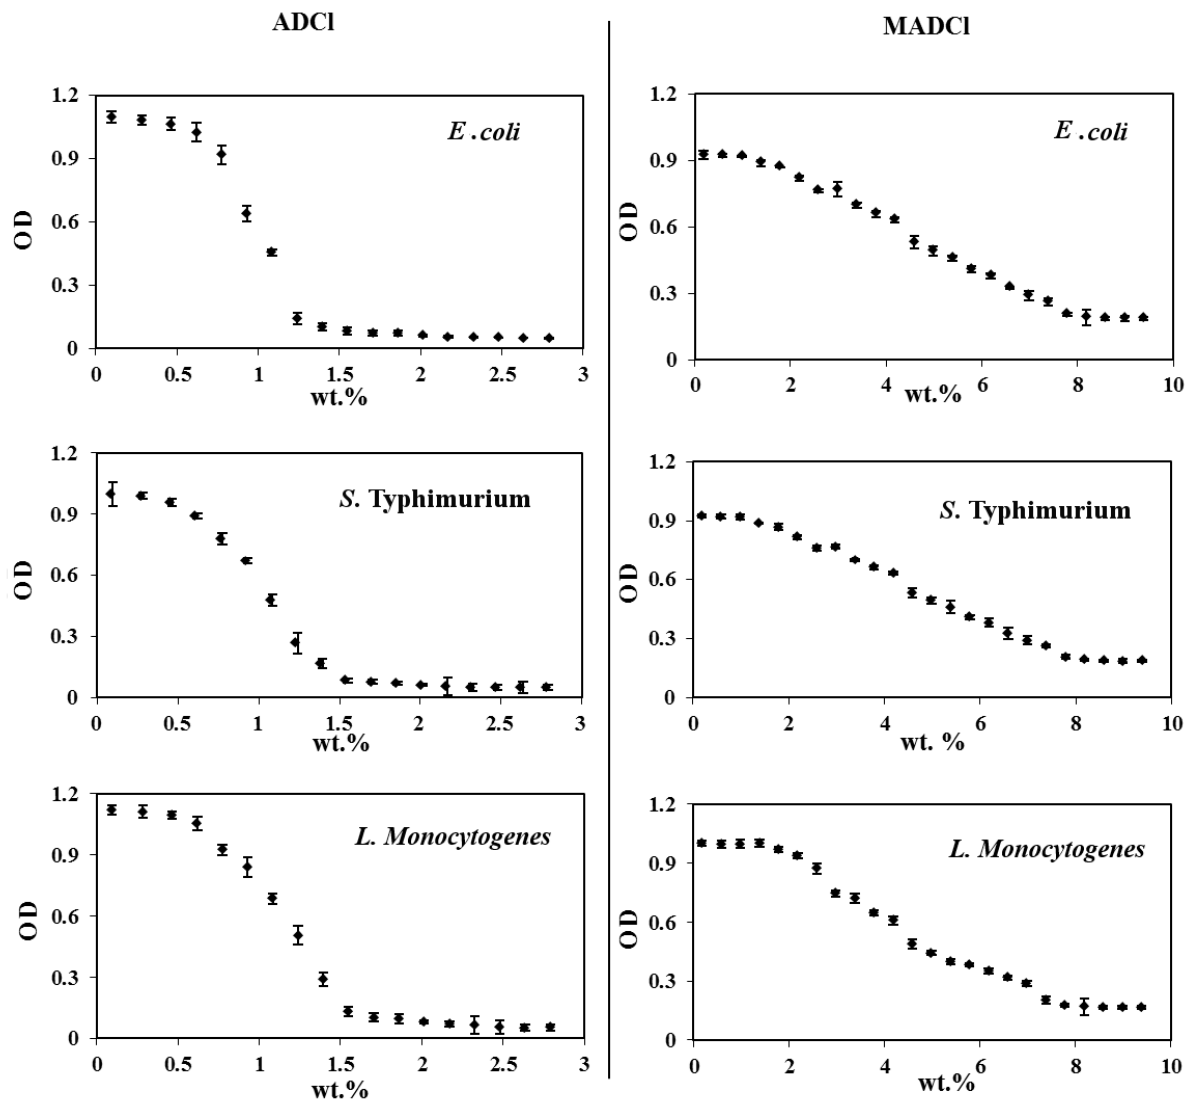 ADCl
MADCl
1.2
0.9
0.6
0.3
0
OD
E .coli
0 0.5 1 1.5 2 2.5 3
wt.%
1.2
0.9
0.6
0.3
0
OD
E .coli
0 2 4 6 8 10
wt.%
1.2
0.9
0.6
0.3
0
OD
S. Typhimurium
0 0.5 1 1.5 2 2.5 3
wt.%
1.2
0.9
0.6
0.3
0
OD
S. Typhimurium
0 2 4 6 8 10
wt. %
1.2
0.9
0.6
0.3
0
OD
L. Monocytogenes
0 0.5 1 1.5 2 2.5 3
wt.%
1.2
0.9
0.6
0.3
0
OD
L. Monocytogenes
0 2 4 6 8 10
wt.%